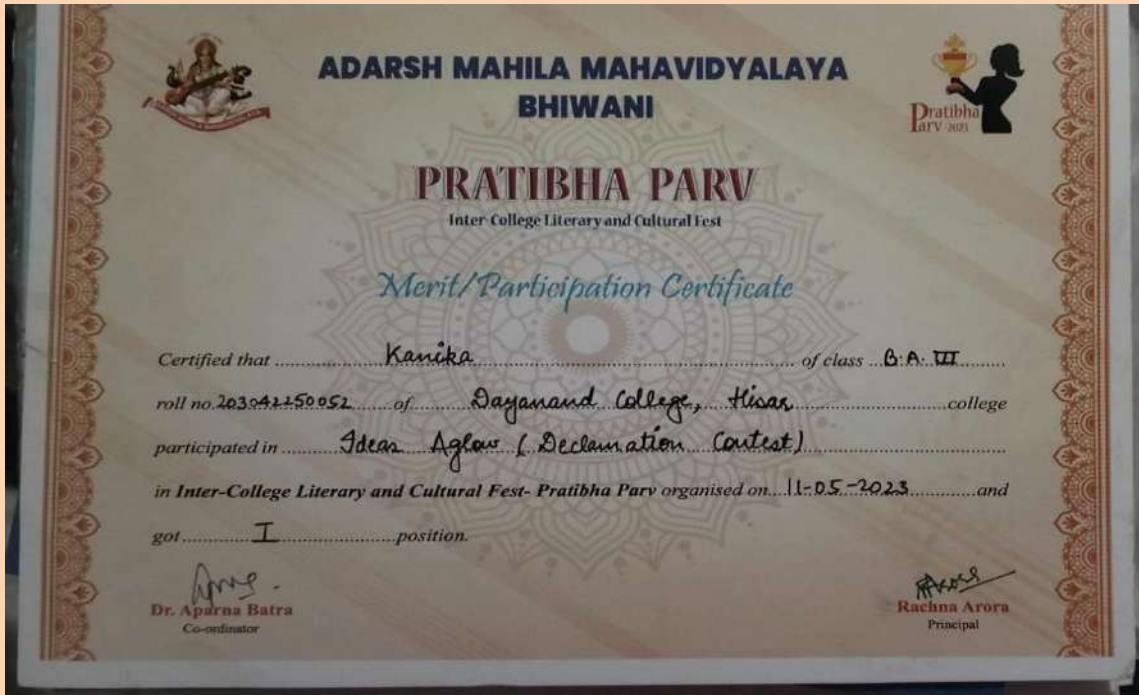 ADARSH MAHILA MAHAVIDYALAYA
BHIWANI
Pratibha
Parv 2023
PRATIBHA PARV
Inter-College Literary and Cultural Fest
Merit/Participation Certificate
Certified that Kanika of class B.A. III
roll no. 203042250052 of Dayanand College, Hisar college
participated in Ideas Aglow (Declamation Contest)
in Inter-College Literary and Cultural Fest- Pratibha Parv organised on 11-05-2023 and
got I position.
Dr. Aparna Batra
Co-ordinator
Rachna Arora
Principal